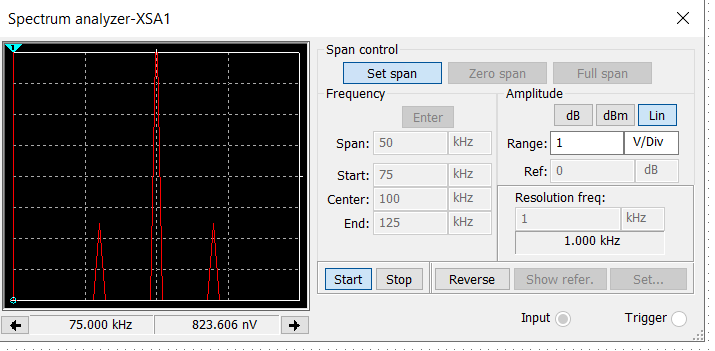 Spectrum analyzer-XSA1
1
Span control
Set span Zero span Full span
Frequency
Enter
Span: 50 kHz
Start: 75 kHz
Center: 100 kHz
End: 125 kHz
Amplitude
dB dBm Lin
Range: 1 V/Div
Ref: 0 dB
Resolution freq:
1 kHz
1.000 kHz
Start Stop Reverse Show refer. Set...
75.000 kHz 823.606 nV
Input Trigger